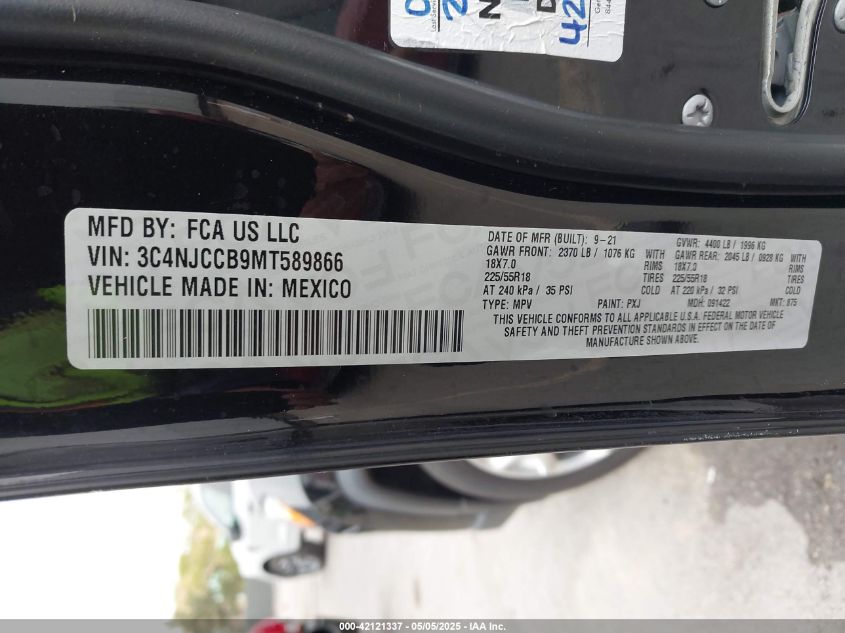 MFD BY: FCA US LLC
VIN: 3C4NJCCB9MT589866
VEHICLE MADE IN: MEXICO
DATE OF MFR (BUILT): 9-21 GVWR: 4400 LB / 1996 KG
GAWR FRONT: 2370 LB / 1076 KG WITH GAWR REAR: 2045 LB / 0928 KG WITH
18X7.0 RIMS 18X7.0 RIMS
225/55R18 TIRES 225/55R18 TIRES
AT 240 kPa / 35 PSI COLD AT 220 kPa / 32 PSI COLD
TYPE: MPV PAINT: PXJ MDH: 091422 MKT: 875
THIS VEHICLE CONFORMS TO ALL APPLICABLE U.S.A. FEDERAL MOTOR VEHICLE
SAFETY AND THEFT PREVENTION STANDARDS IN EFFECT ON THE DATE OF
MANUFACTURE SHOWN ABOVE.
42
000-42121337 - 05/05/2025 - IAA Inc.